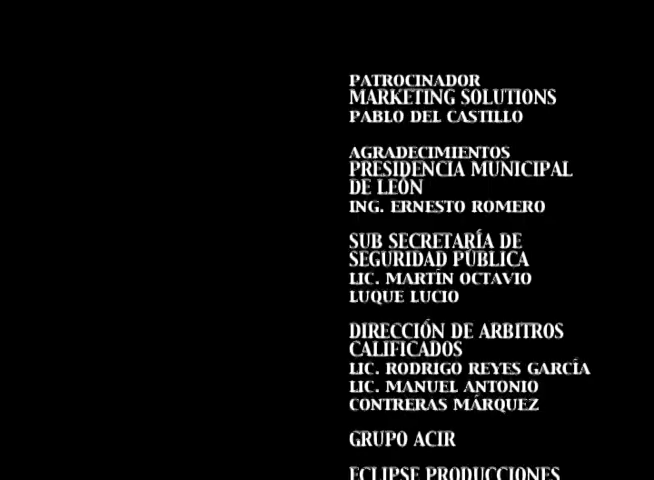 PATROCINADOR
MARKETING SOLUTIONS
PABLO DEL CASTILLO
AGRADECIMIENTOS
PRESIDENCIA MUNICIPAL
DE LEÓN
ING. ERNESTO ROMERO
SUB SECRETARÍA DE
SEGURIDAD PÚBLICA
LIC. MARTÍN OCTAVIO
LUQUE LUCIO
DIRECCIÓN DE ARBITROS
CALIFICADOS
LIC. RODRIGO REYES GARCÍA
LIC. MANUEL ANTONIO
CONTRERAS MÁRQUEZ
GRUPO ACIR
ECLIPSE PRODUCCIONES